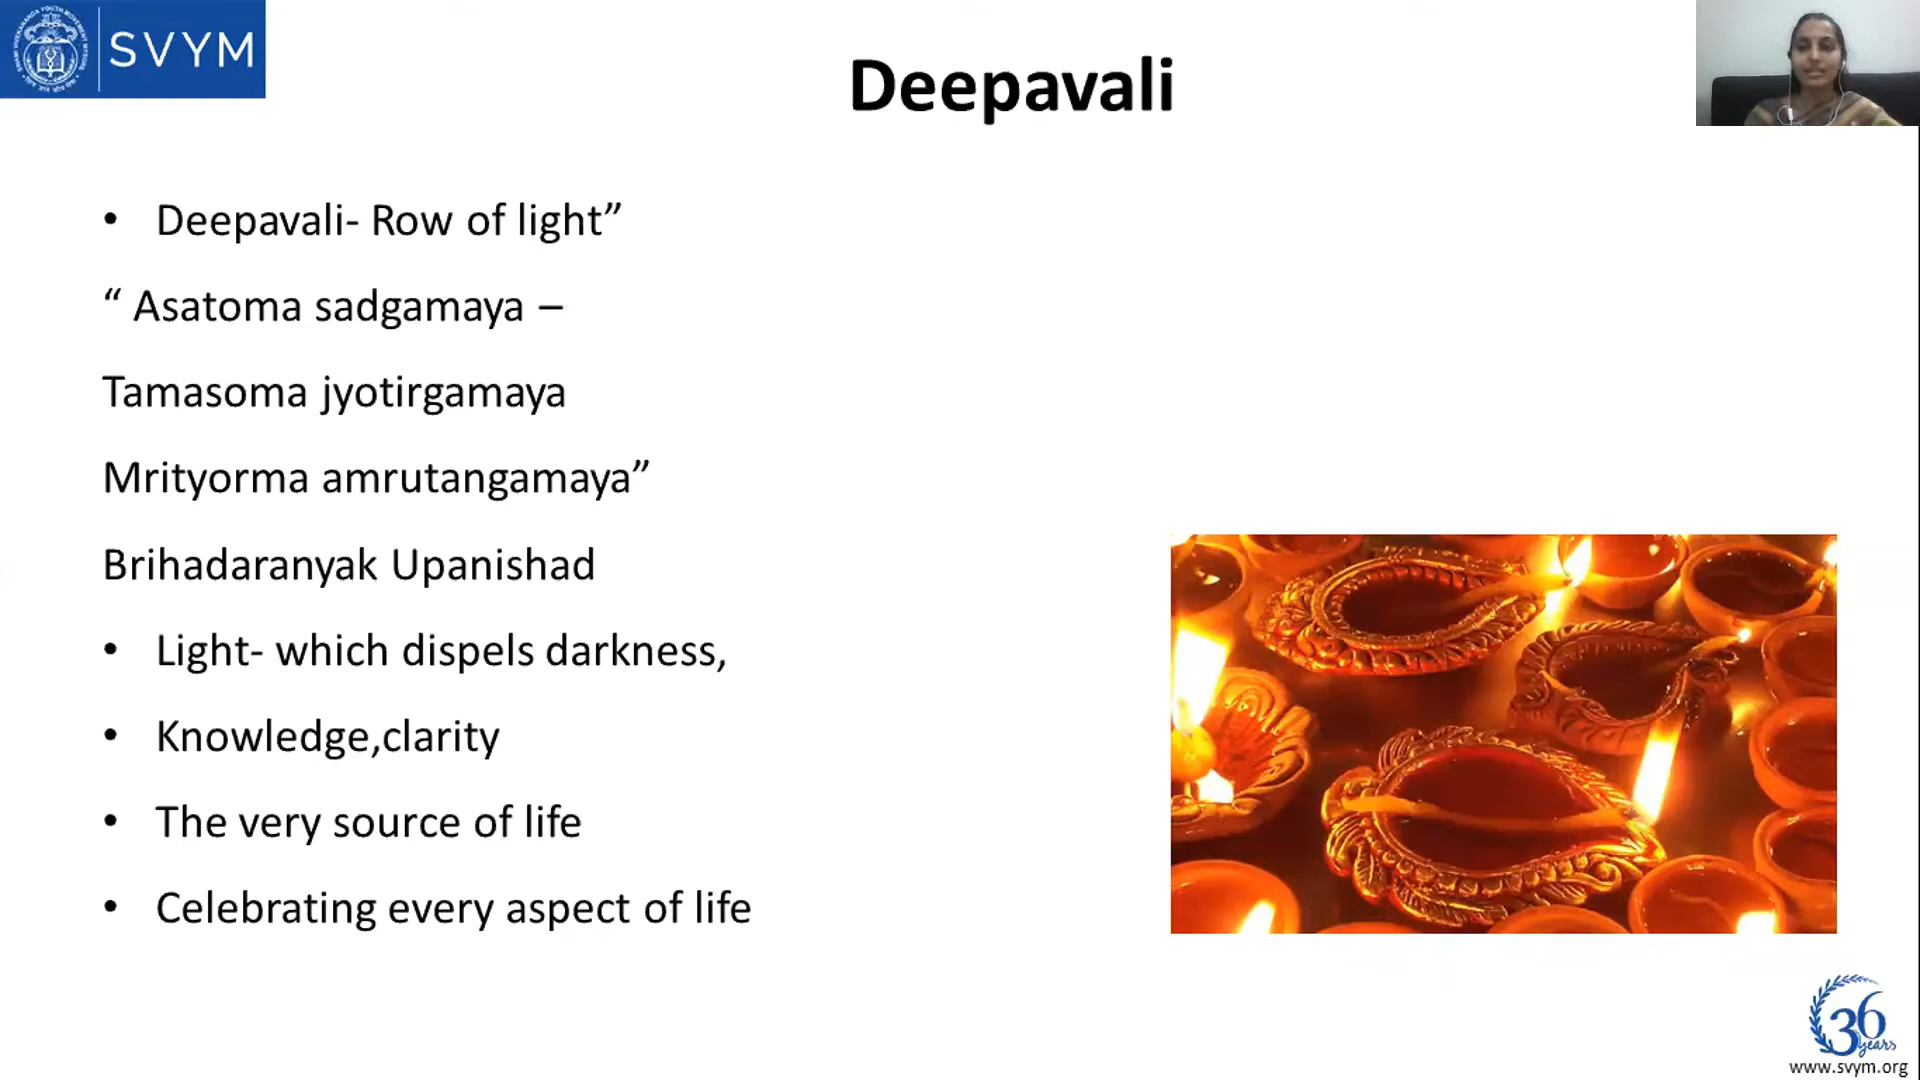 SVYM
Deepavali
• Deepavali- Row of light”
“ Asatoma sadgamaya –
Tamasoma jyotirgamaya
Mrityorma amrutangamaya”
Brihadaranyak Upanishad
• Light- which dispels darkness,
• Knowledge,clarity
• The very source of life
• Celebrating every aspect of life
36
years
www.svym.org